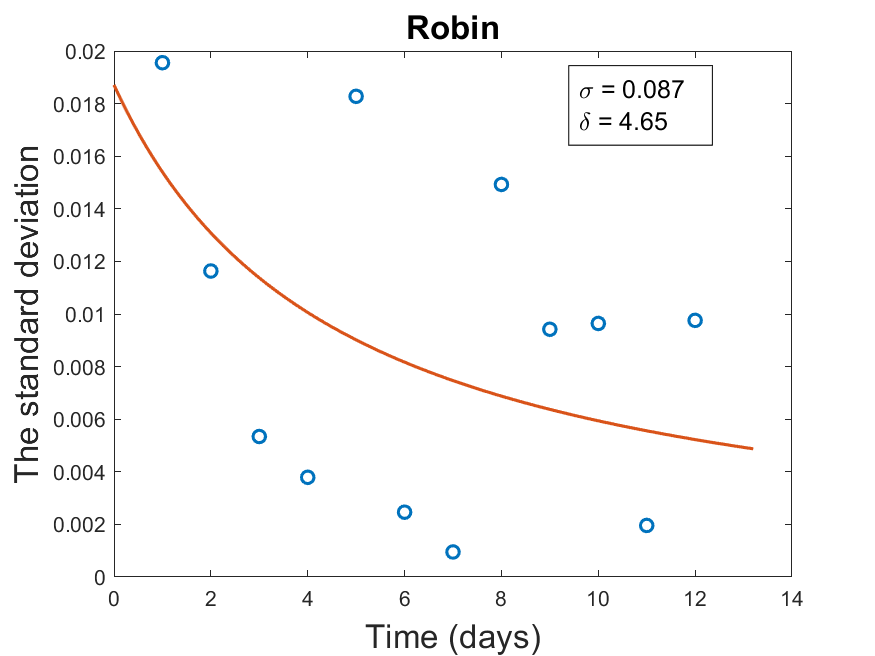 Robin
σ = 0.087
δ = 4.65
The standard deviation
0.02
0.018
0.016
0.014
0.012
0.01
0.008
0.006
0.004
0.002
0
0 2 4 6 8 10 12 14
Time (days)